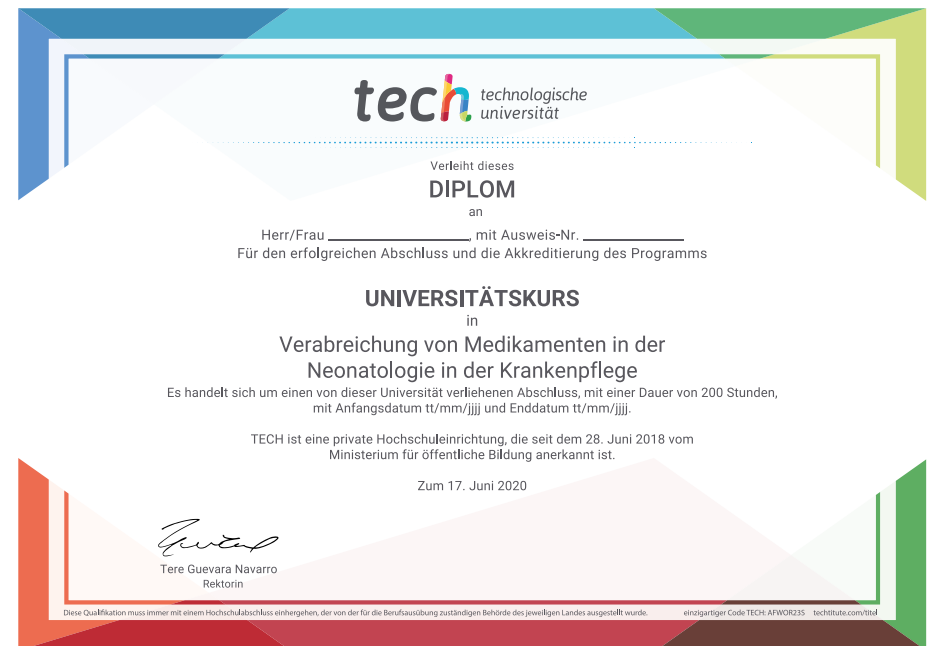 tech technologische
universität
Verleiht dieses
DIPLOM
an
Herr/Frau ____________________, mit Ausweis-Nr. ______________
Für den erfolgreichen Abschluss und die Akkreditierung des Programms
UNIVERSITÄTSKURS
in
Verabreichung von Medikamenten in der
Neonatologie in der Krankenpflege
Es handelt sich um einen von dieser Universität verliehenen Abschluss, mit einer Dauer von 200 Stunden,
mit Anfangsdatum tt/mm/jjjj und Enddatum tt/mm/jjjj.
TECH ist eine private Hochschuleinrichtung, die seit dem 28. Juni 2018 vom
Ministerium für öffentliche Bildung anerkannt ist.
Zum 17. Juni 2020
Tere Guevara Navarro
Rektorin
Diese Qualifikation muss immer mit einem Hochschulabschluss einhergehen, der von der für die Berufsausübung zuständigen Behörde des jeweiligen Landes ausgestellt wurde. einzigartiger Code TECH: AFWOR23S techtitute.com/titel